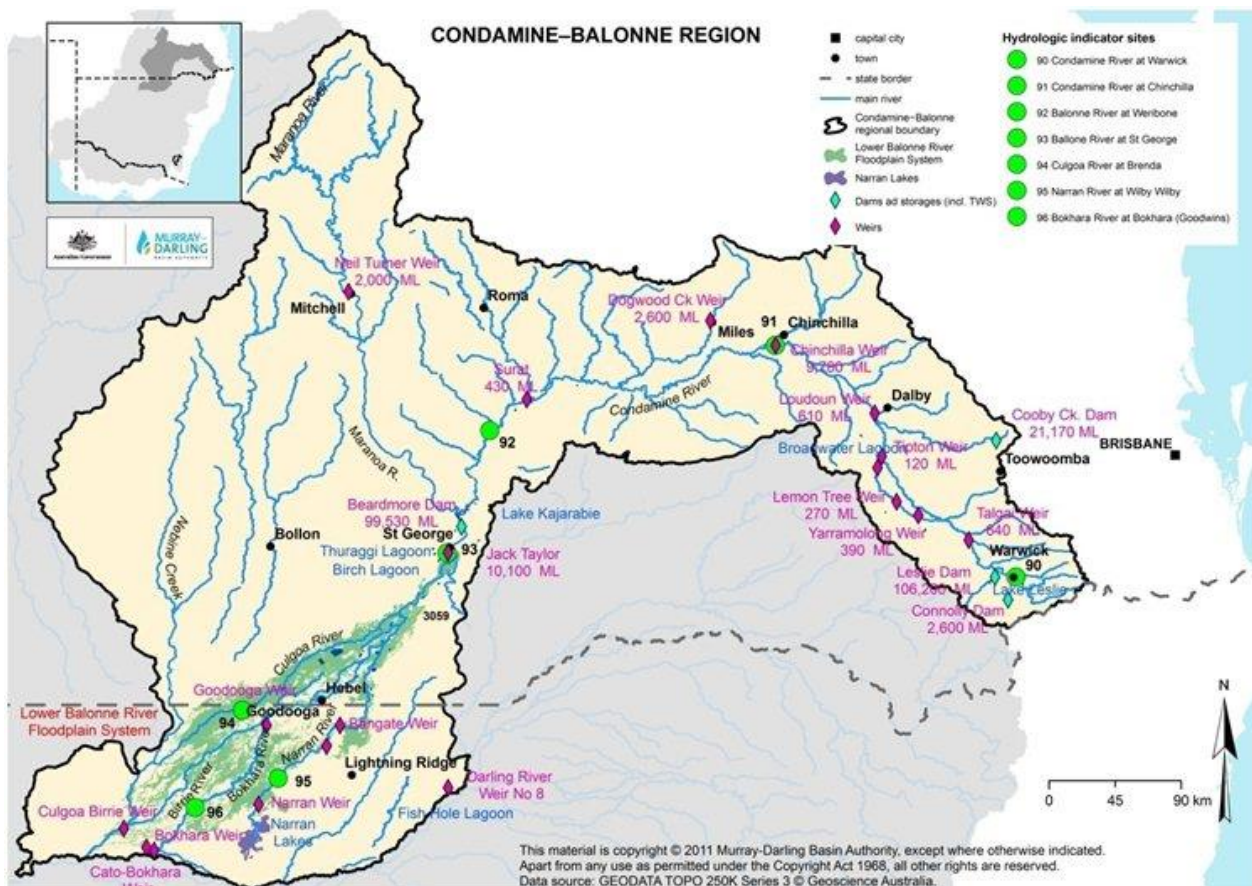 CONDAMINE–BALONNE REGION
capital city
town
state border
main river
Condamine–Balonne
regional boundary
Lower Balonne River
Floodplain System
Narran Lakes
Dams ad storages (incl. TWS)
Weirs
Hydrologic indicator sites
90 Condamine River at Warwick
91 Condamine River at Chinchilla
92 Balonne River at Weribone
93 Ballone River at St George
94 Culgoa River at Brenda
95 Narran River at Wilby Wilby
96 Bokhara River at Bokhara (Goodwins)
Australian Government
MURRAY–
DARLING
BASIN AUTHORITY
Maranoa River
Neil Turner Weir
2,000 ML
Mitchell
Roma
Dogwood Ck Weir
2,600 ML
Miles
91
Chinchilla
Chinchilla Weir
9,780 ML
Surat
430 ML
Condamine River
Loudoun Weir
610 ML
Dalby
Cooby Ck. Dam
21,170 ML
BRISBANE
92
Broadwater Lagoon
Tipton Weir
120 ML
Toowoomba
Maranoa R.
Lemon Tree Weir
270 ML
Yarramolong Weir
390 ML
Talgai Weir
640 ML
Beardmore Dam
99,530 ML
Lake Kajarabie
Nebine Creek
Bollon
St George
93
Thuraggi Lagoon
Birch Lagoon
Jack Taylor
10,100 ML
Warwick
90
Leslie Dam
106,200 ML
Lake Leslie
Connolly Dam
2,600 ML
3059
Culgoa River
Goodooga Weir
Hebel
Lower Balonne River
Floodplain System
94
Goodooga
Narran River
Bangate Weir
Bokhara River
Birrie River
95
Lightning Ridge
Darling River
Weir No 8
96
Narran Weir
Fish Hole Lagoon
Culgoa Birrie Weir
Bokhara Weir
Narran
Lakes
Cato-Bokhara
Weir
N
0 45 90 km
This material is copyright © 2011 Murray-Darling Basin Authority, except where otherwise indicated.
Apart from any use as permitted under the Copyright Act 1968, all other rights are reserved.
Data source: GEODATA TOPO 250K Series 3 © Geoscience Australia.